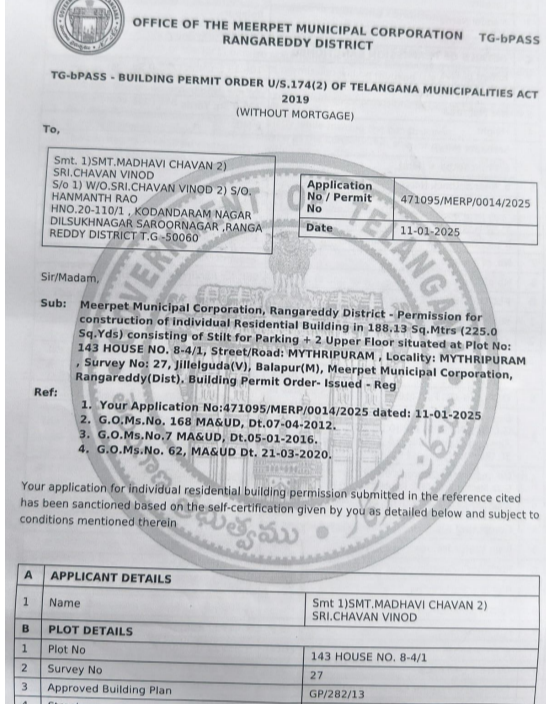 OFFICE OF THE MEERPET MUNICIPAL CORPORATION TG-bPASS
RANGAREDDY DISTRICT
TG-bPASS - BUILDING PERMIT ORDER U/S.174(2) OF TELANGANA MUNICIPALITIES ACT
2019
(WITHOUT MORTGAGE)
To,
Smt. 1)SMT.MADHAVI CHAVAN 2)
SRI.CHAVAN VINOD
S/o 1) W/O.SRI.CHAVAN VINOD 2) S/O.
HANMANTH RAO
HNO.20-110/1 , KODANDARAM NAGAR
DILSUKHNAGAR SAROORNAGAR ,RANGA
REDDY DISTRICT T.G -50060
Application
No / Permit
No
471095/MERP/0014/2025
Date 11-01-2025
Sir/Madam,
Sub: Meerpet Municipal Corporation, Rangareddy District - Permission for
construction of individual Residential Building in 188.13 Sq.Mtrs (225.0
Sq.Yds) consisting of Stilt for Parking + 2 Upper Floor situated at Plot No:
143 HOUSE NO. 8-4/1, Street/Road: MYTHRIPURAM , Locality: MYTHRIPURAM
, Survey No: 27, Jillelguda(V), Balapur(M), Meerpet Municipal Corporation,
Rangareddy(Dist). Building Permit Order- Issued - Reg
Ref:
1. Your Application No:471095/MERP/0014/2025 dated: 11-01-2025
2. G.O.Ms.No. 168 MA&UD, Dt.07-04-2012.
3. G.O.Ms.No.7 MA&UD, Dt.05-01-2016.
4. G.O.Ms.No. 62, MA&UD Dt. 21-03-2020.
Your application for individual residential building permission submitted in the reference cited
has been sanctioned based on the self-certification given by you as detailed below and subject to
conditions mentioned therein
A APPLICANT DETAILS
1 Name Smt 1)SMT.MADHAVI CHAVAN 2)
SRI.CHAVAN VINOD
B PLOT DETAILS
1 Plot No 143 HOUSE NO. 8-4/1
2 Survey No 27
3 Approved Building Plan GP/282/13